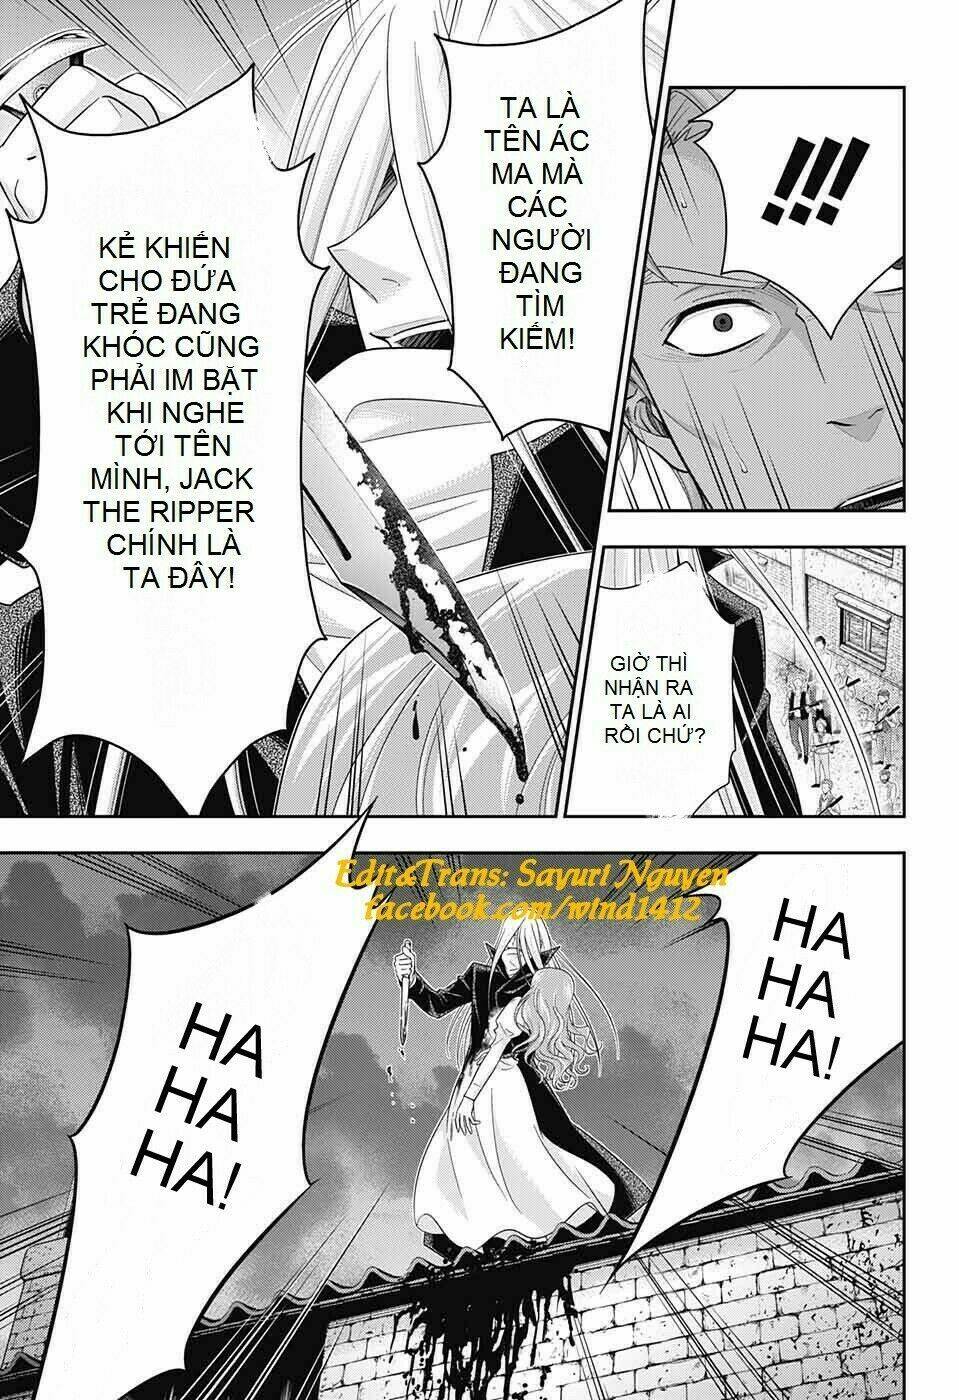 !!!
TA LÀ
TÊN ÁC
MA MÀ
CÁC
NGƯỜI
ĐANG
TÌM
KIẾM!
KẺ KHIẾN
CHO ĐỨA
TRẺ ĐANG
KHÓC CŨNG
PHẢI IM BẶT
KHI NGHE
TỚI TÊN
MÌNH, JACK
THE RIPPER
CHÍNH LÀ
TA ĐÂY!
GIỜ THÌ
NHẬN RA
TA LÀ AI
RỒI CHỨ?
Edit&Trans: Sayuri Nguyen
facebook.com/wind1412
HA
HA
HA!
HA
HA
HA!